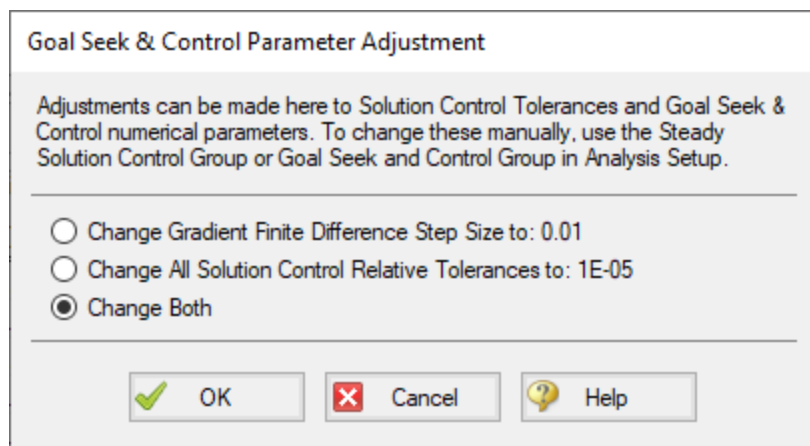 Goal Seek & Control Parameter Adjustment
Adjustments can be made here to Solution Control Tolerances and Goal Seek &
Control numerical parameters. To change these manually, use the Steady
Solution Control Group or Goal Seek and Control Group in Analysis Setup.
Change Gradient Finite Difference Step Size to: 0.01
Change All Solution Control Relative Tolerances to: 1E-05
Change Both
OK Cancel Help